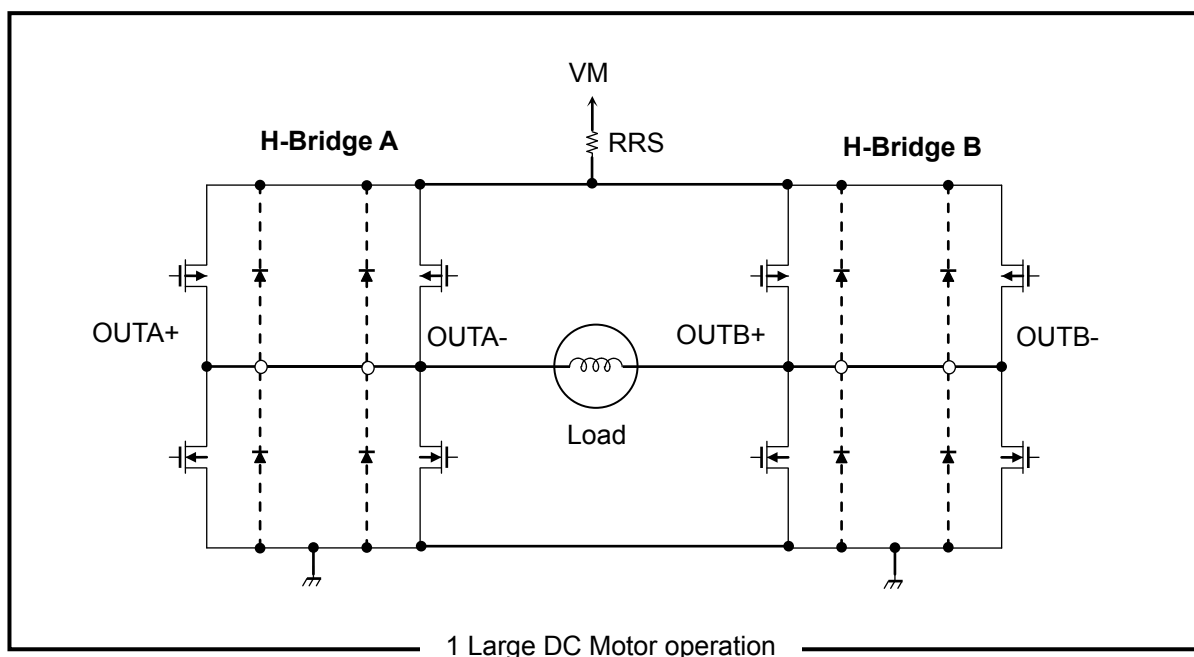 VM
H-Bridge A
RRS
H-Bridge B
OUTA+
OUTA-
OUTB+
OUTB-
Load
1 Large DC Motor operation